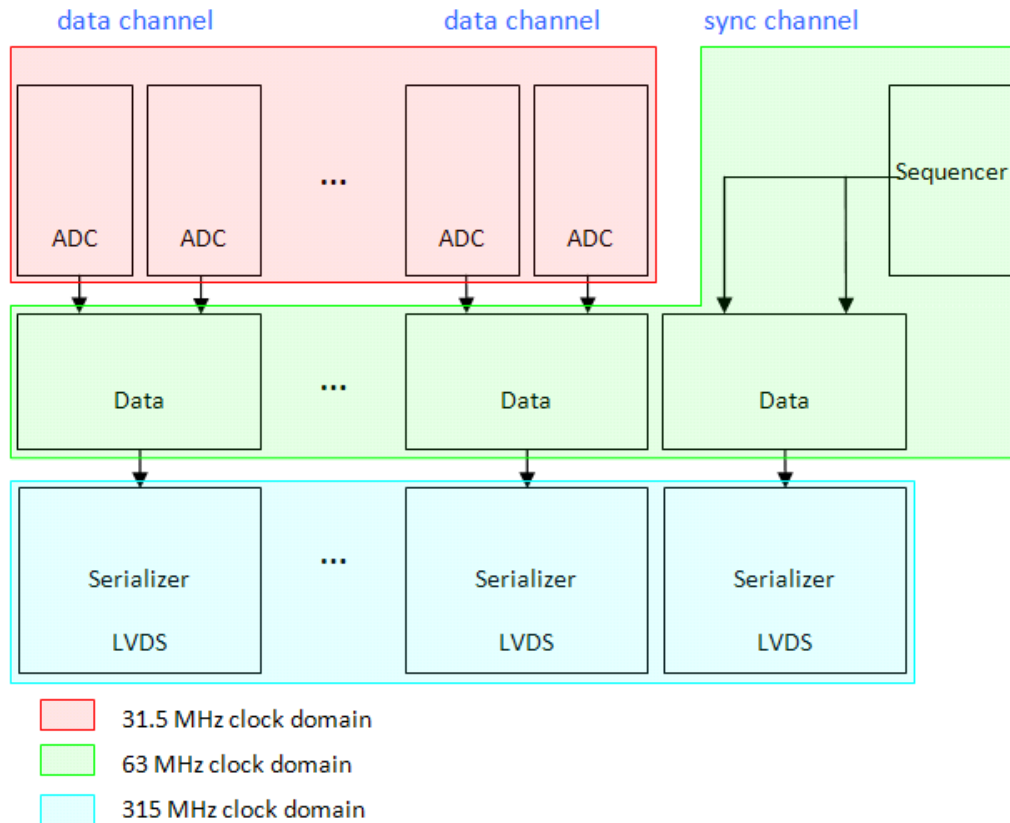 data channel
data channel
sync channel
...
Sequencer
ADC
ADC
ADC
ADC
...
Data
Data
Data
...
Serializer
Serializer
Serializer
LVDS
LVDS
LVDS
31.5 MHz clock domain
63 MHz clock domain
315 MHz clock domain